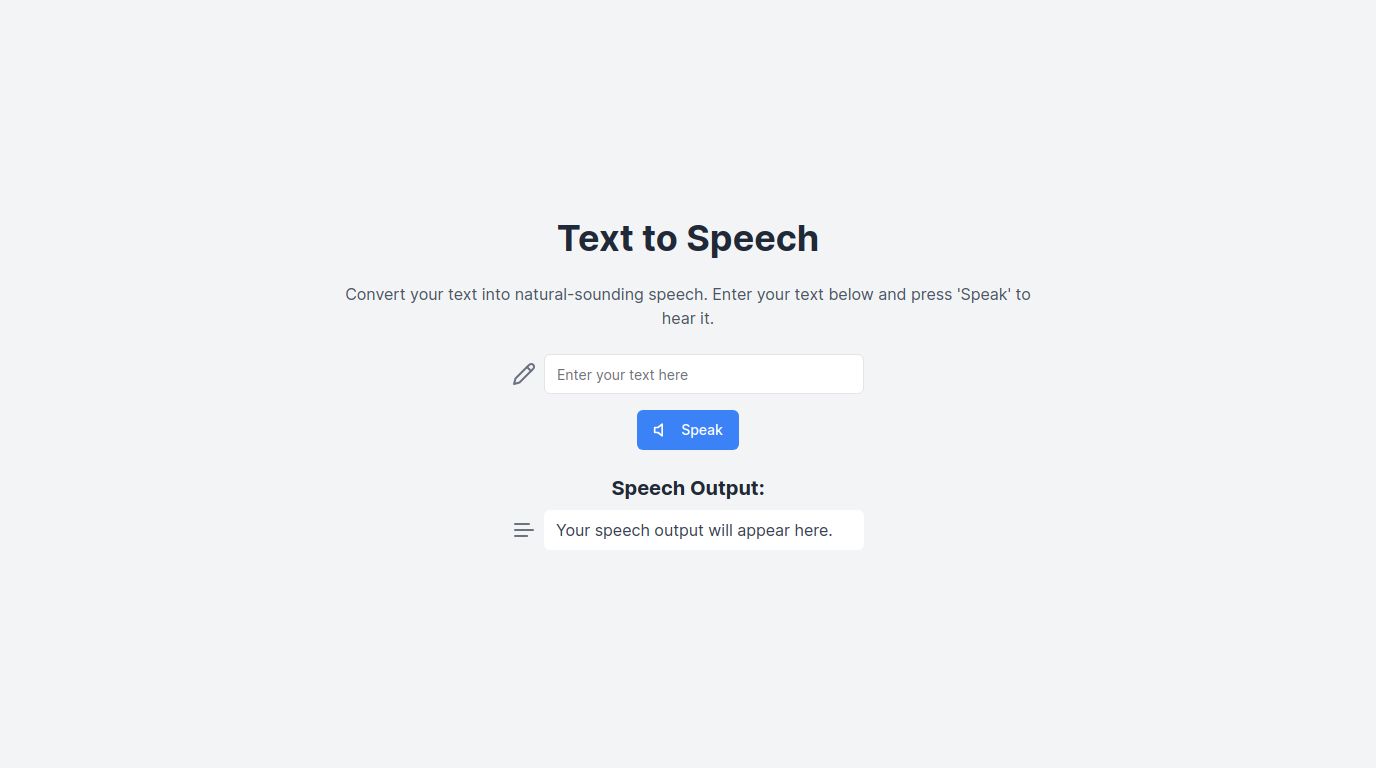 Text to Speech
Convert your text into natural-sounding speech. Enter your text below and press 'Speak' to
hear it.
Enter your text here
Speak
Speech Output:
Your speech output will appear here.